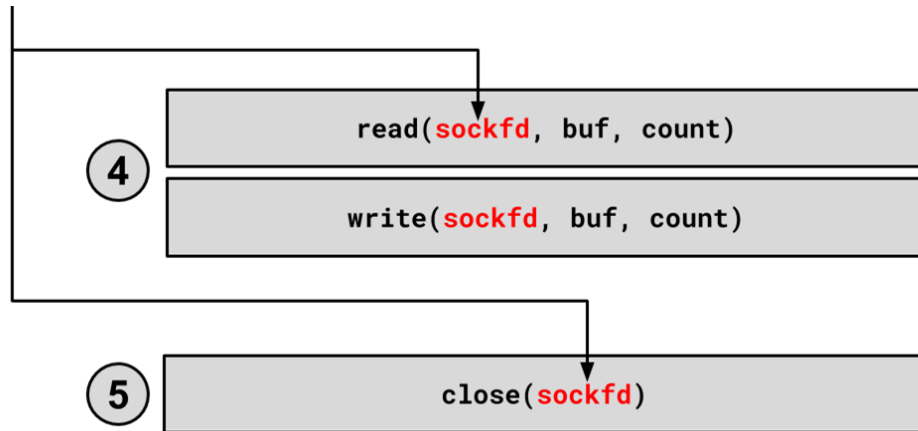 read(sockfd, buf, count)
4
write(sockfd, buf, count)
5
close(sockfd)